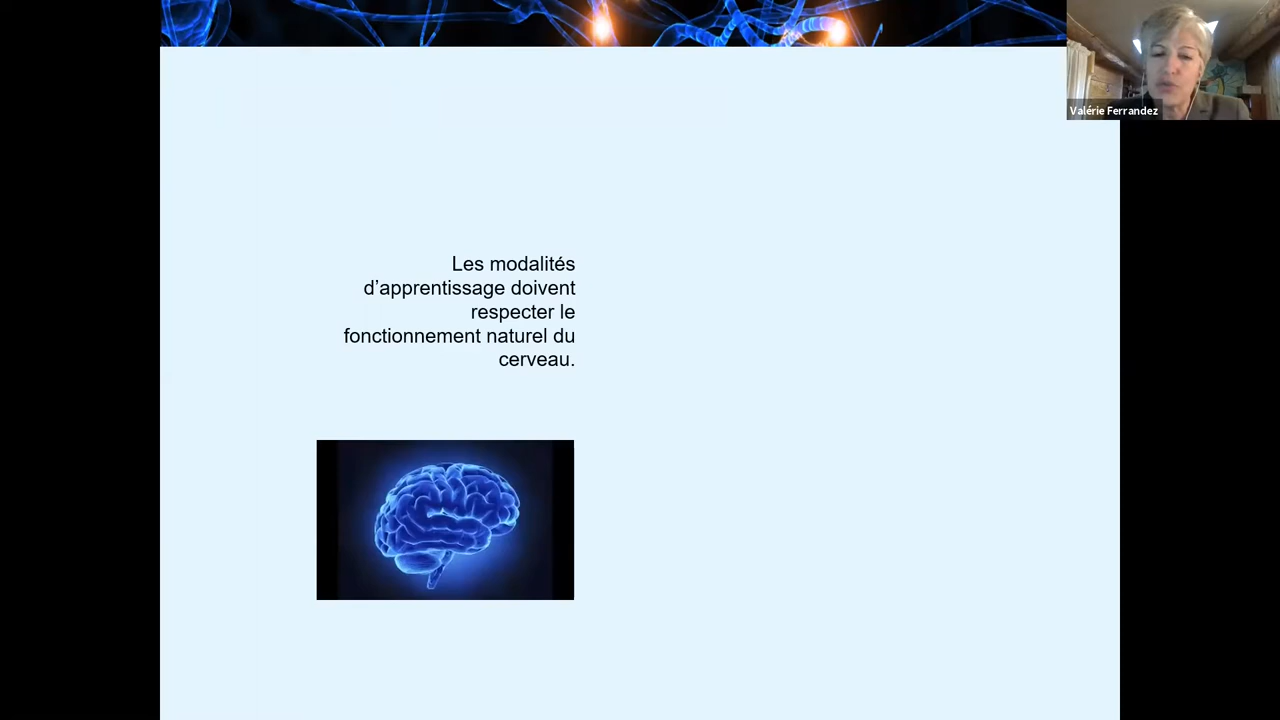 Valérie Ferrandez
Les modalités
d’apprentissage doivent
respecter le
fonctionnement naturel du
cerveau.